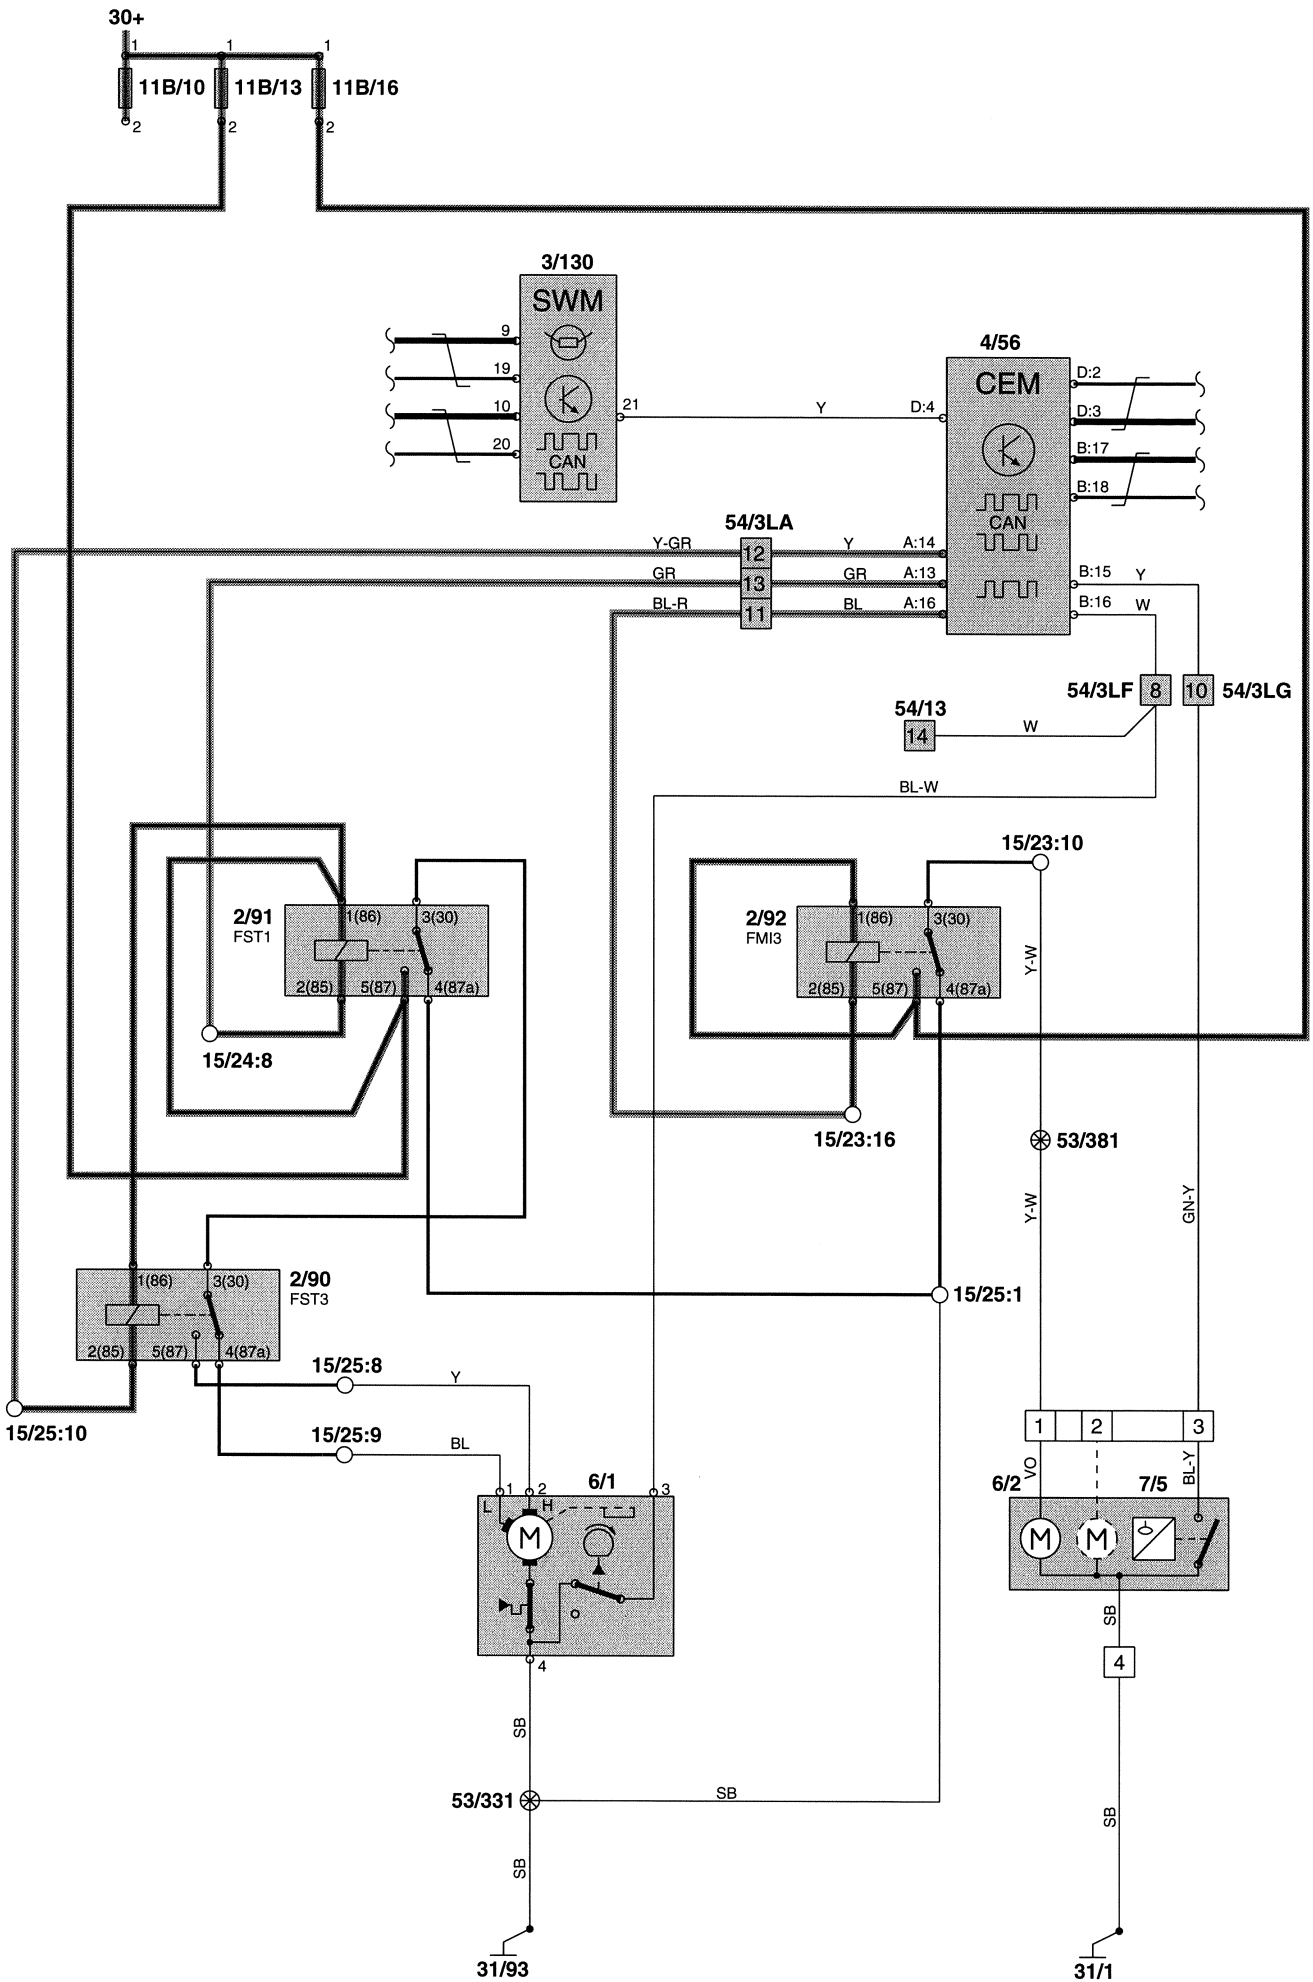 30+
1 1 1
11B/10 11B/13 11B/16
2 2 2
3/130
SWM
9
19
10
20
21
CAN
Y
4/56
CEM
D:4
D:2
D:3
B:17
B:18
CAN
54/3LA
Y-GR 12 Y A:14
GR 13 GR A:13
BL-R 11 BL A:16
B:15 Y
B:16 W
54/3LF 8 10 54/3LG
54/13
14 W
BL-W
15/23:10
2/91
FST1
1(86) 3(30)
2(85) 5(87) 4(87a)
2/92
FMI3
1(86) 3(30)
2(85) 5(87) 4(87a)
Y-W
15/24:8
15/23:16
53/381
Y-W
GN-Y
2/90
FST3
1(86) 3(30)
2(85) 5(87) 4(87a)
15/25:1
15/25:8
Y
15/25:10
15/25:9
BL
1 2 3
VO
BL-Y
6/1
1 2 3
L H
M
4
6/2 7/5
M M
SB
4
SB
53/331
SB
SB
SB
31/93
31/1